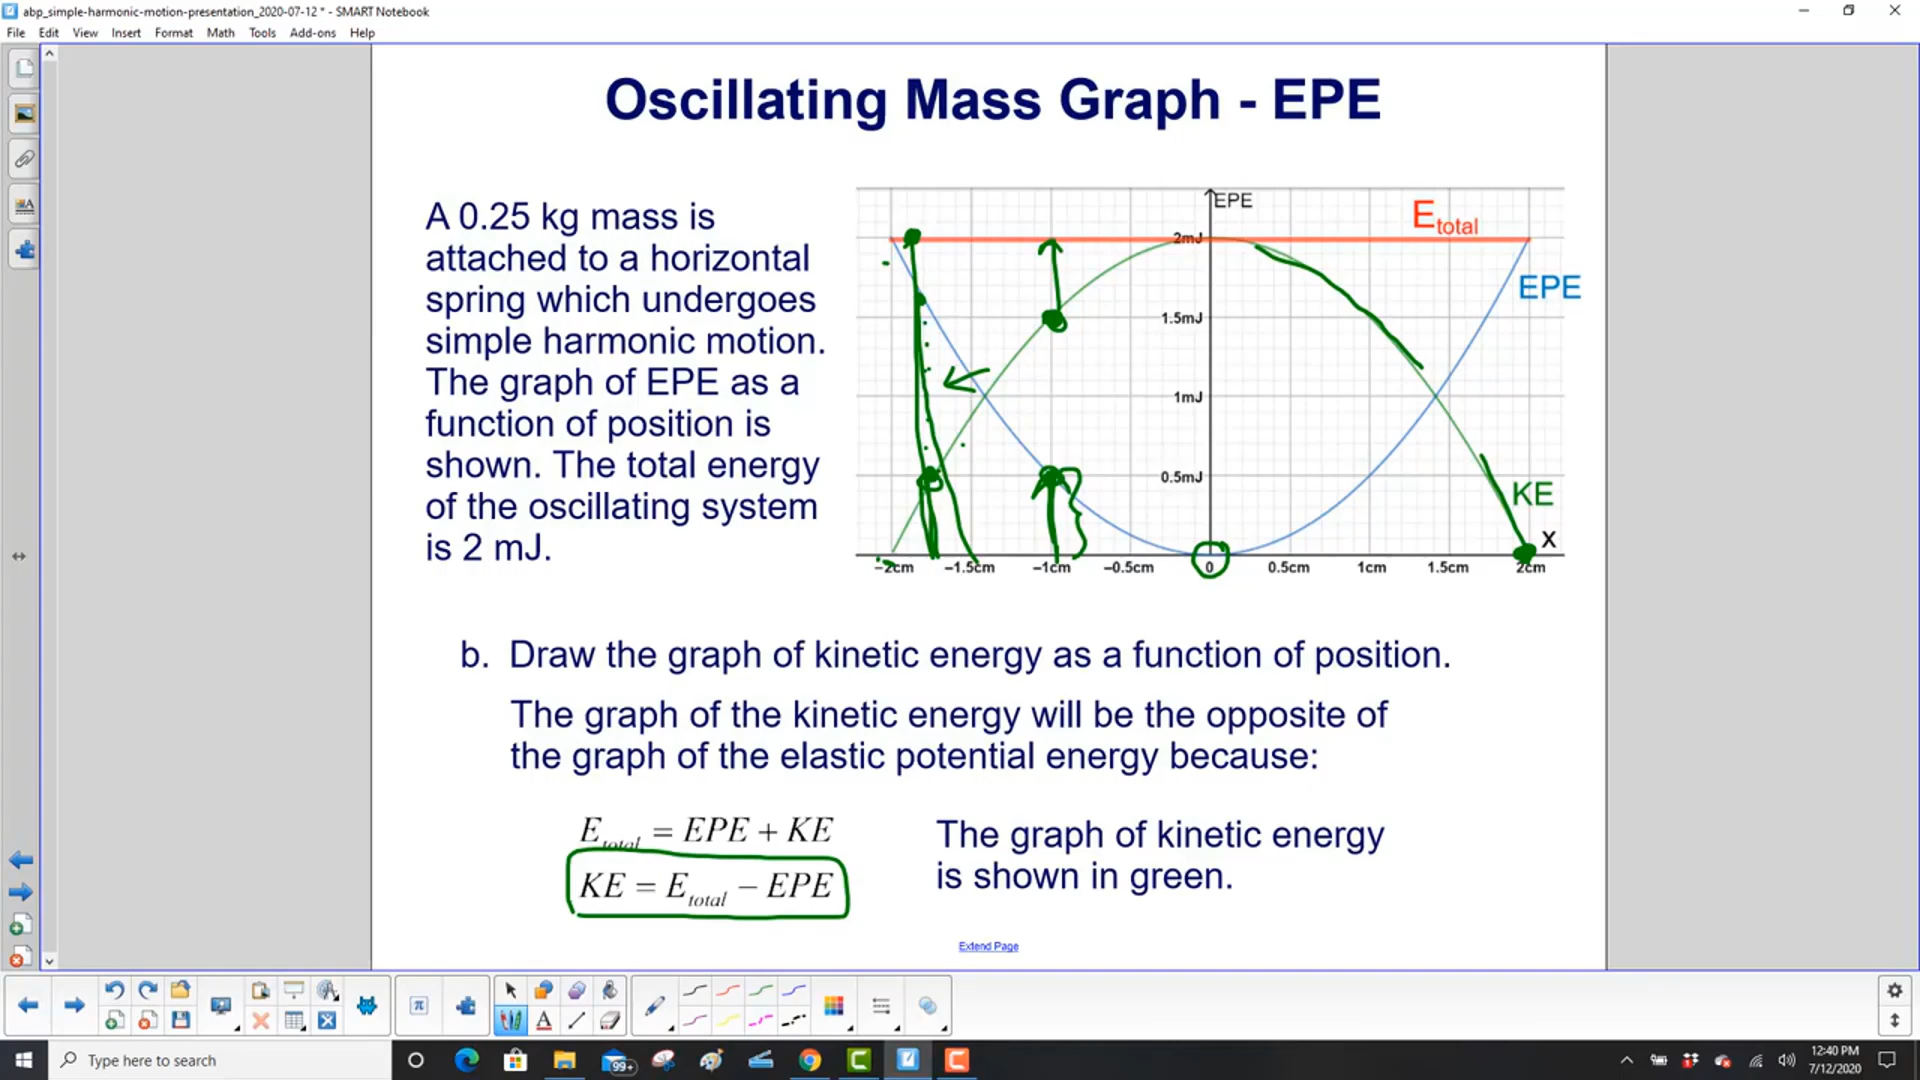 abp_simple-harmonic-motion-presentation_2020-07-12 * - SMART Notebook
File Edit View Insert Format Math Tools Add-ons Help
Oscillating Mass Graph - EPE
A 0.25 kg mass is
attached to a horizontal
spring which undergoes
simple harmonic motion.
The graph of EPE as a
function of position is
shown. The total energy
of the oscillating system
is 2 mJ.
EPE
E total
2mJ
EPE
1.5mJ
1mJ
0.5mJ
KE
X
−2cm −1.5cm −1cm −0.5cm 0 0.5cm 1cm 1.5cm 2cm
b. Draw the graph of kinetic energy as a function of position.
The graph of the kinetic energy will be the opposite of
the graph of the elastic potential energy because:
E total = EPE + KE
KE = E total − EPE
The graph of kinetic energy
is shown in green.
Extend Page
π
A
Type here to search
99+
12:40 PM
7/12/2020